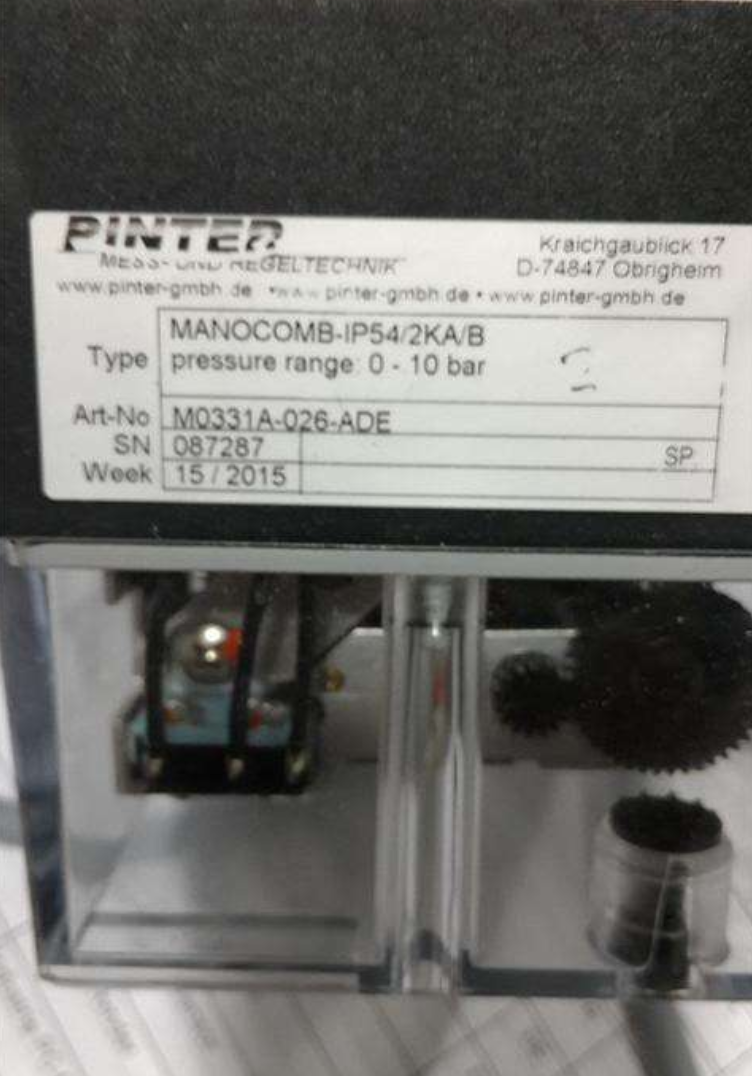 PINTER
MESS- UND REGELTECHNIK
Kraichgaublick 17
D-74847 Obrigheim
www.pinter-gmbh.de • www.pinter-gmbh.de • www.pinter-gmbh.de
Type MANOCOMB-IP54/2KA/B
pressure range: 0 - 10 bar
Art-No M0331A-026-ADE
SN 087287 SP
Week 15 / 2015